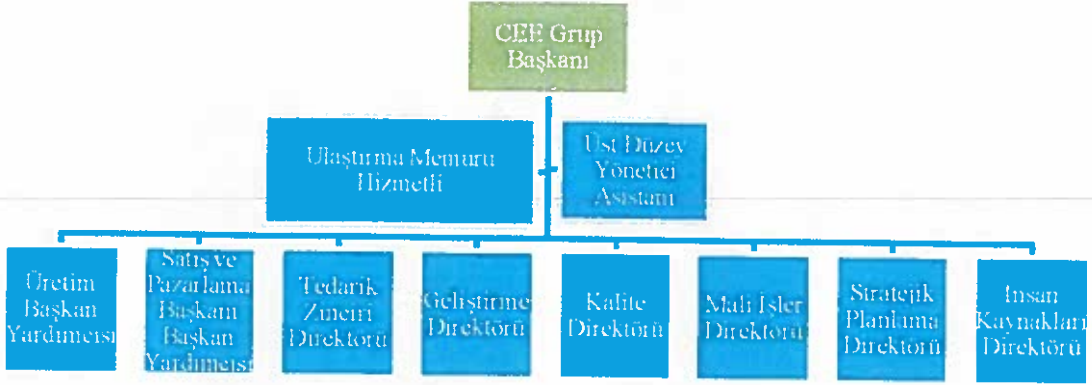 CEE Grup
Başkanı
Ulaştırma Memuru
Hizmetli
Üst Düzey
Yönetici
Asistanı
Üretim
Başkan
Yardımcısı
Satış ve
Pazarlama
Başkanı
Başkan
Yardımcısı
Tedarik
Zinciri
Direktörü
Geliştirme
Direktörü
Kalite
Direktörü
Mali İşler
Direktörü
Stratejik
Planlama
Direktörü
İnsan
Kaynakları
Direktörü